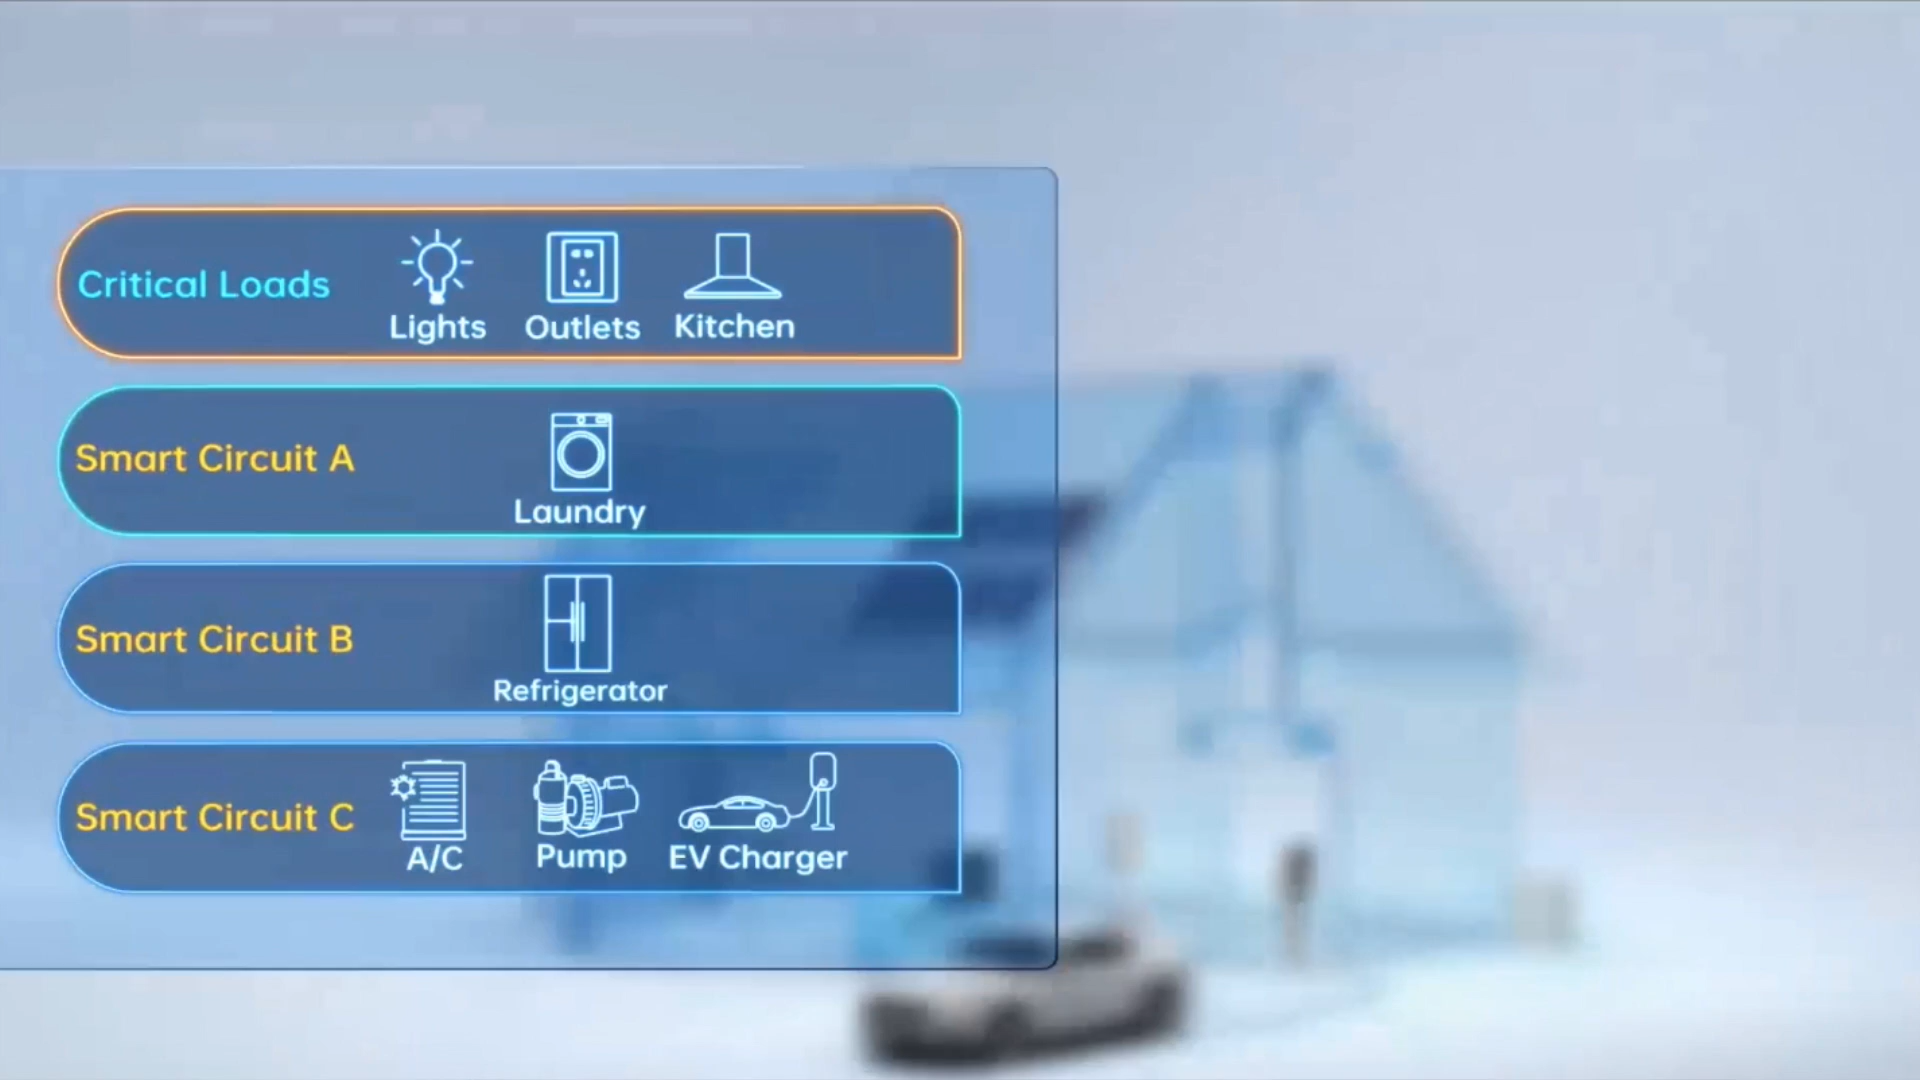 Critical Loads
Lights Outlets Kitchen
Smart Circuit A
Laundry
Smart Circuit B
Refrigerator
Smart Circuit C
A/C Pump EV Charger